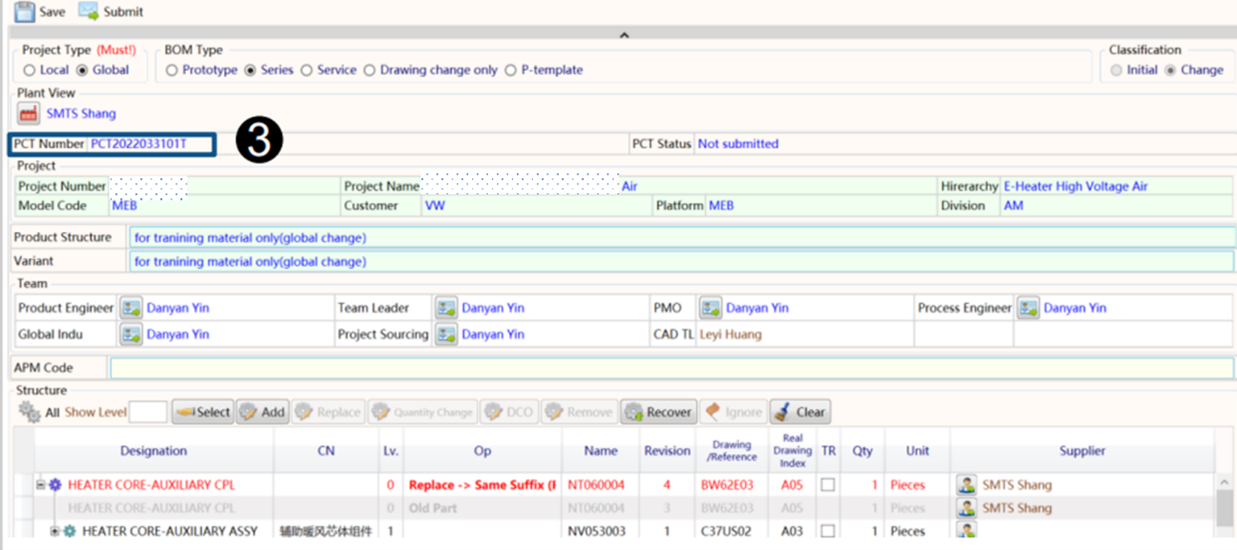 Save Submit
Project Type (Must!) BOM Type Classification
Local Global Prototype Series Service Drawing change only P-template Initial Change
Plant View
SMTS Shang
PCT Number PCT2022033101T 3 PCT Status Not submitted
Project
Project Number Project Name Air Hirerarchy E-Heater High Voltage Air
Model Code MEB Customer VW Platform MEB Division AM
Product Structure for tranining material only(global change)
Variant for tranining material only(global change)
Team
Product Engineer Danyan Yin Team Leader Danyan Yin PMO Danyan Yin Process Engineer Danyan Yin
Global Indu Danyan Yin Project Sourcing Danyan Yin CAD TL Leyi Huang
APM Code
Structure
All Show Level Select Add Replace Quantity Change DCO Remove Recover Ignore Clear
Designation CN Lv. Op Name Revision Drawing /Reference Real Drawing Index TR Qty Unit Supplier
HEATER CORE-AUXILIARY CPL 0 Replace -> Same Suffix (I NT060004 4 BW62E03 A05 1 Pieces SMTS Shang
HEATER CORE-AUXILIARY CPL 0 Old Part NT060004 3 BW62E03 A05 1 Pieces SMTS Shang
HEATER CORE-AUXILIARY ASSY 辅助暖风芯体组件 1 NV053003 1 C37US02 A03 1 Pieces